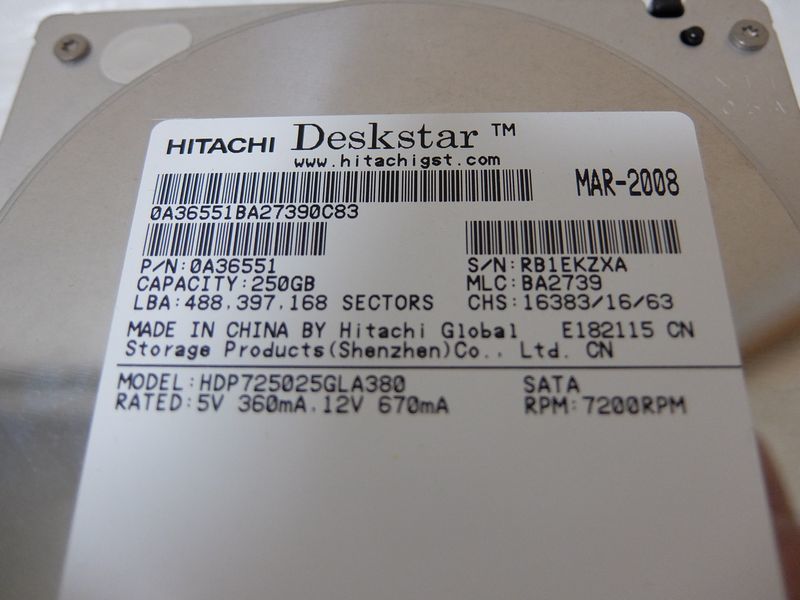 HITACHI Deskstar ™
www.hitachigst.com
MAR-2008
0A36551BA27390C83
P/N:0A36551 S/N:RB1EKZXA
CAPACITY:250GB MLC:BA2739
LBA:488,397,168 SECTORS CHS:16383/16/63
MADE IN CHINA BY Hitachi Global E182115 CN
Storage Products(Shenzhen)Co., Ltd. CN
MODEL:HDP725025GLA380 SATA
RATED:5V 360mA,12V 670mA RPM:7200RPM